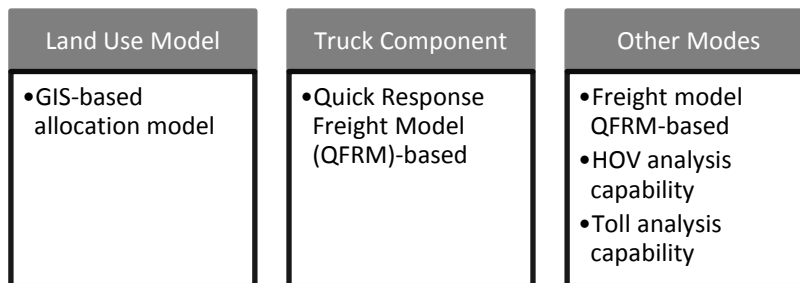 Land Use Model
•GIS-based
allocation model
Truck Component
•Quick Response
Freight Model
(QFRM)-based
Other Modes
•Freight model
QFRM-based
•HOV analysis
capability
•Toll analysis
capability